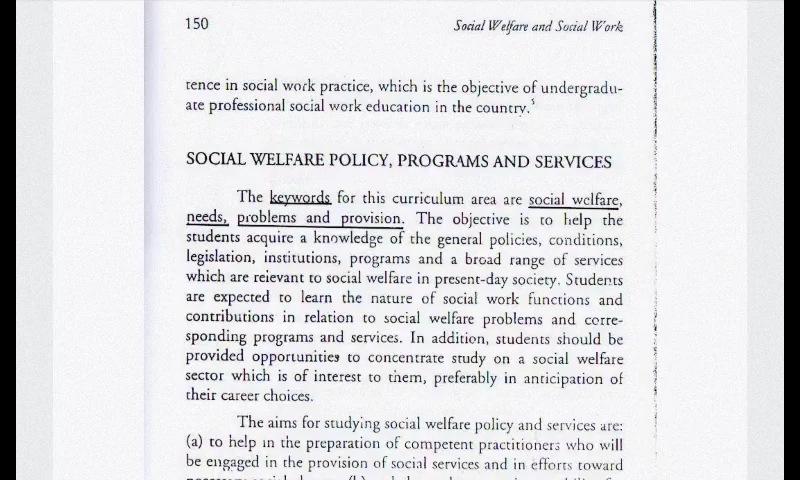 150
Social Welfare and Social Work
tence in social work practice, which is the objective of undergradu-
ate professional social work education in the country.⁵
SOCIAL WELFARE POLICY, PROGRAMS AND SERVICES
The keywords for this curriculum area are social welfare,
needs, problems and provision. The objective is to help the
students acquire a knowledge of the general policies, conditions,
legislation, institutions, programs and a broad range of services
which are relevant to social welfare in present-day society. Students
are expected to learn the nature of social work functions and
contributions in relation to social welfare problems and corre-
sponding programs and services. In addition, students should be
provided opportunities to concentrate study on a social welfare
sector which is of interest to them, preferably in anticipation of
their career choices.
The aims for studying social welfare policy and services are:
(a) to help in the preparation of competent practitioners who will
be engaged in the provision of social services and in efforts toward